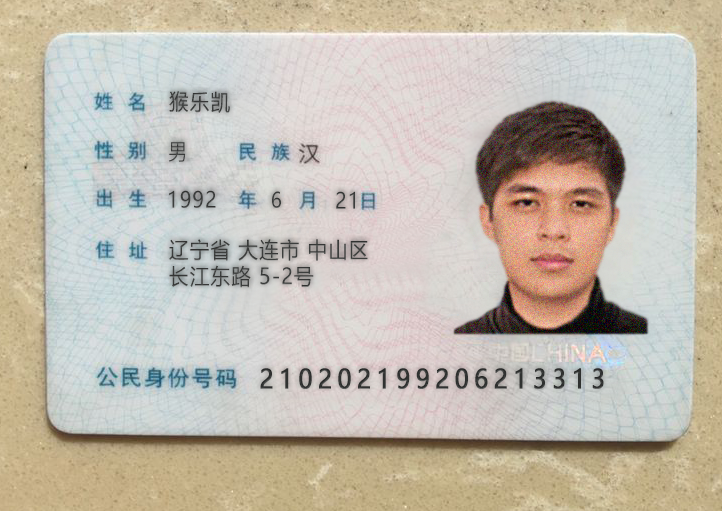 姓名 猴乐凯
性别 男 民族 汉
出生 1992 年 6 月 21日
住址 辽宁省 大连市 中山区
长江东路 5-2号
中国CHINA
公民身份号码 210202199206213313